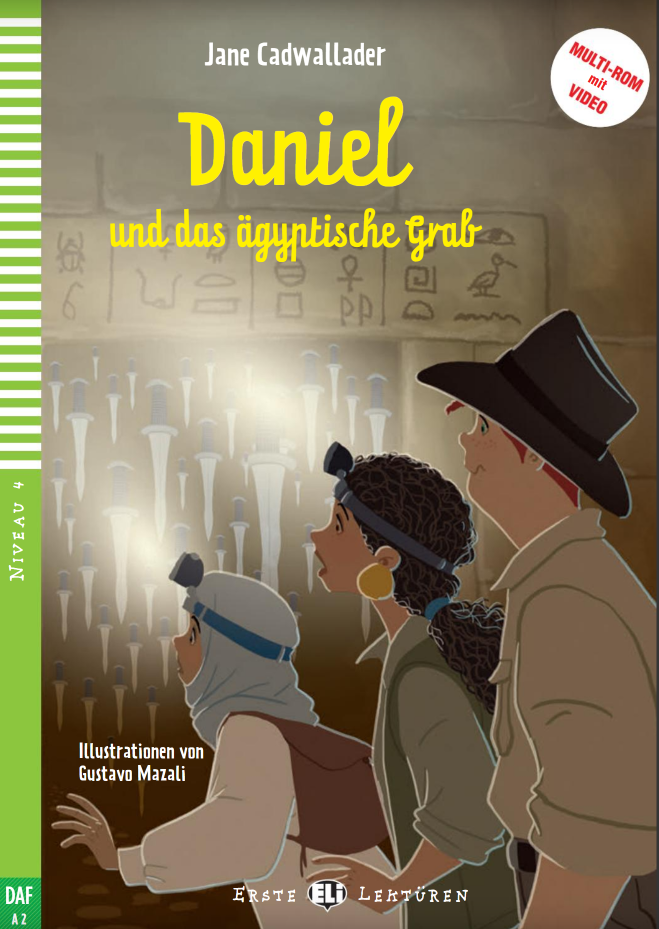 Jane Cadwallader
MULTI-ROM
mit
VIDEO
Daniel
und das ägyptische Grab
NIVEAU 4
Illustrationen von
Gustavo Mazali
DAF
A 2
ERSTE ELi LEKTÜREN